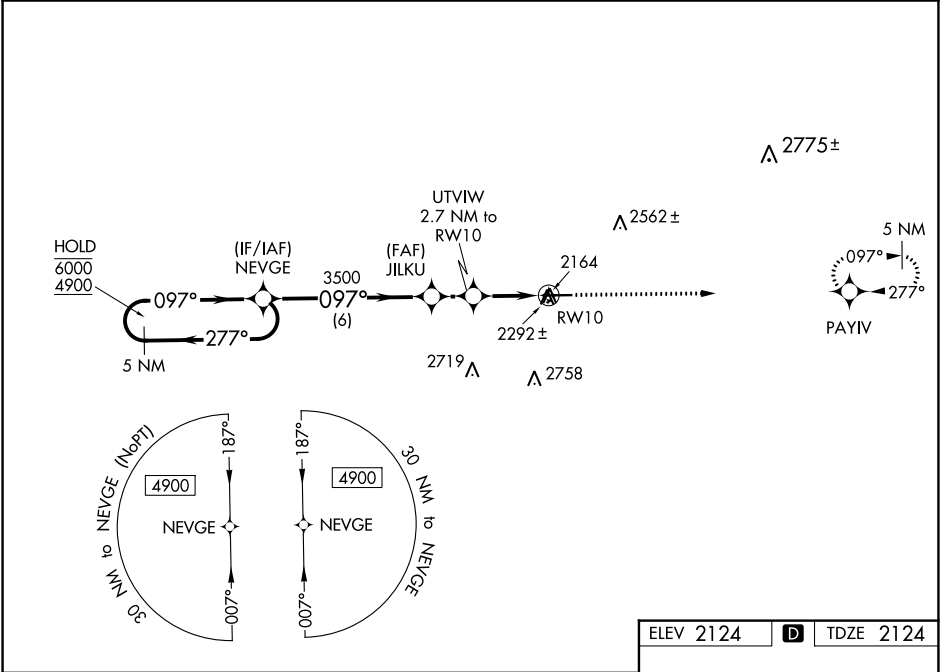 2775±
UTVIW
2.7 NM to
RW10
2562±
5 NM
HOLD
6000
4900
(IF/IAF)
NEVGE
(FAF)
JILKU
3500
097°
097°
(6)
2164
097°
277°
RW10
2292±
PAYIV
277°
5 NM
2719
2758
30 NM to NEVGE (NoPT)
187°
4900
NEVGE
007°
187°
4900
NEVGE
007°
30 NM to NEVGE
ELEV 2124 D TDZE 2124